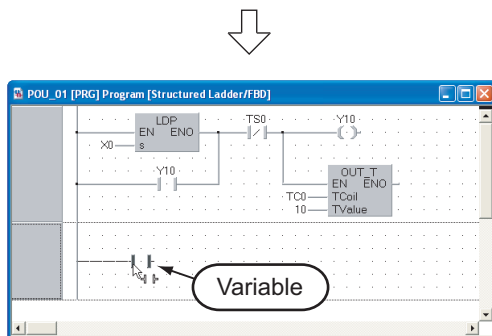 POU_01 [PRG] Program [Structured Ladder/FBD]
LDP TS0 Y10
EN ENO
X0 s
Y10 OUT_T
EN ENO
TC0 TCoil
10 TValue
Variable